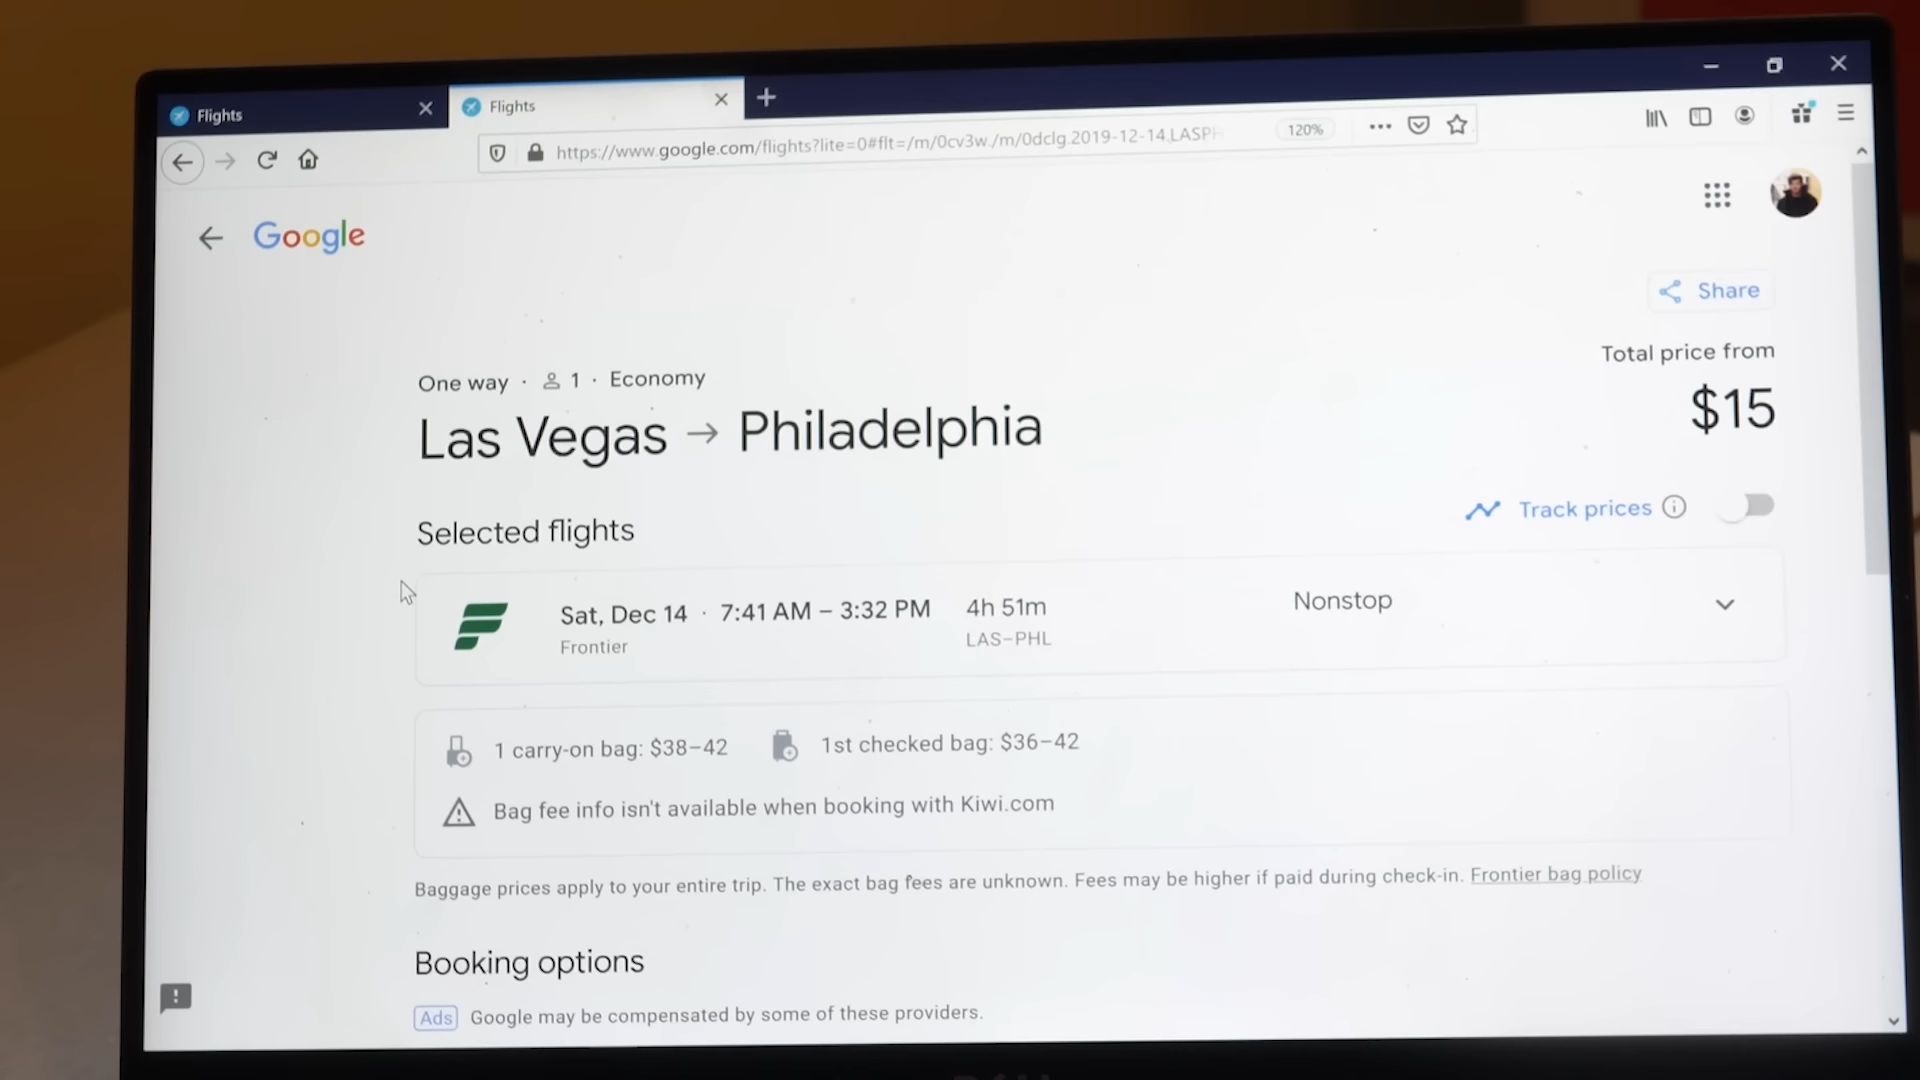 Flights
Flights
https://www.google.com/flights?lite=0#flt=/m/0cv3w./m/0dclg.2019-12-14.LASPH
120%
Google
Share
One way · 1 · Economy
Total price from
Las Vegas → Philadelphia
$15
Selected flights
Track prices
Sat, Dec 14 · 7:41 AM – 3:32 PM
4h 51m
Nonstop
Frontier
LAS–PHL
1 carry-on bag: $38–42
1st checked bag: $36–42
Bag fee info isn't available when booking with Kiwi.com
Baggage prices apply to your entire trip. The exact bag fees are unknown. Fees may be higher if paid during check-in. Frontier bag policy
Booking options
Ads Google may be compensated by some of these providers.